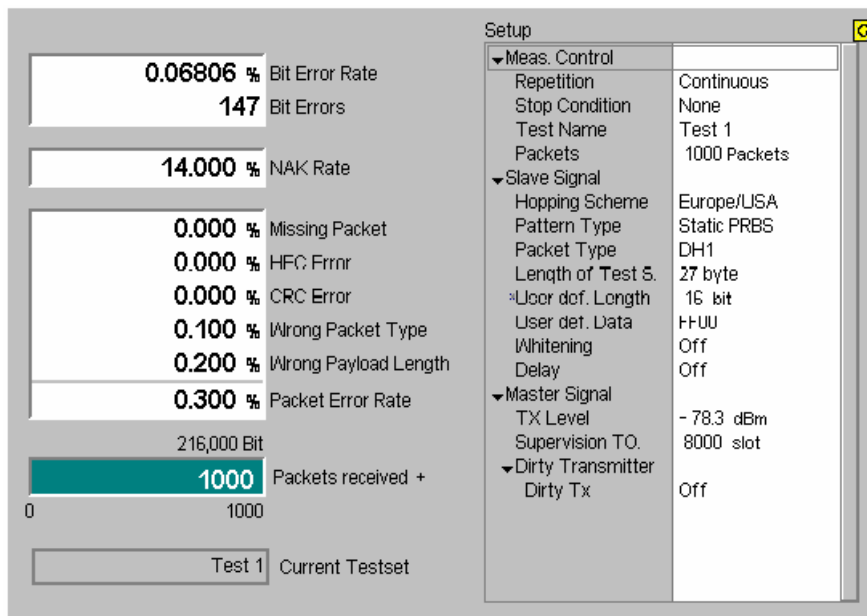 0.06806 % Bit Error Rate
147 Bit Errors
14.000 % NAK Rate
0.000 % Missing Packet
0.000 % HEC Error
0.000 % CRC Error
0.100 % Wrong Packet Type
0.200 % Wrong Payload Length
0.300 % Packet Error Rate
216,000 Bit
1000 Packets received +
0 1000
Test 1 Current Testset
Setup
Meas. Control
Repetition Continuous
Stop Condition None
Test Name Test 1
Packets 1000 Packets
Slave Signal
Hopping Scheme Europe/USA
Pattern Type Static PRBS
Packet Type DH1
Length of Test S. 27 byte
*User def. Length 16 bit
User def. Data FF00
Whitening Off
Delay Off
Master Signal
TX Level - 78.3 dBm
Supervision TO. 8000 slot
Dirty Transmitter
Dirty Tx Off